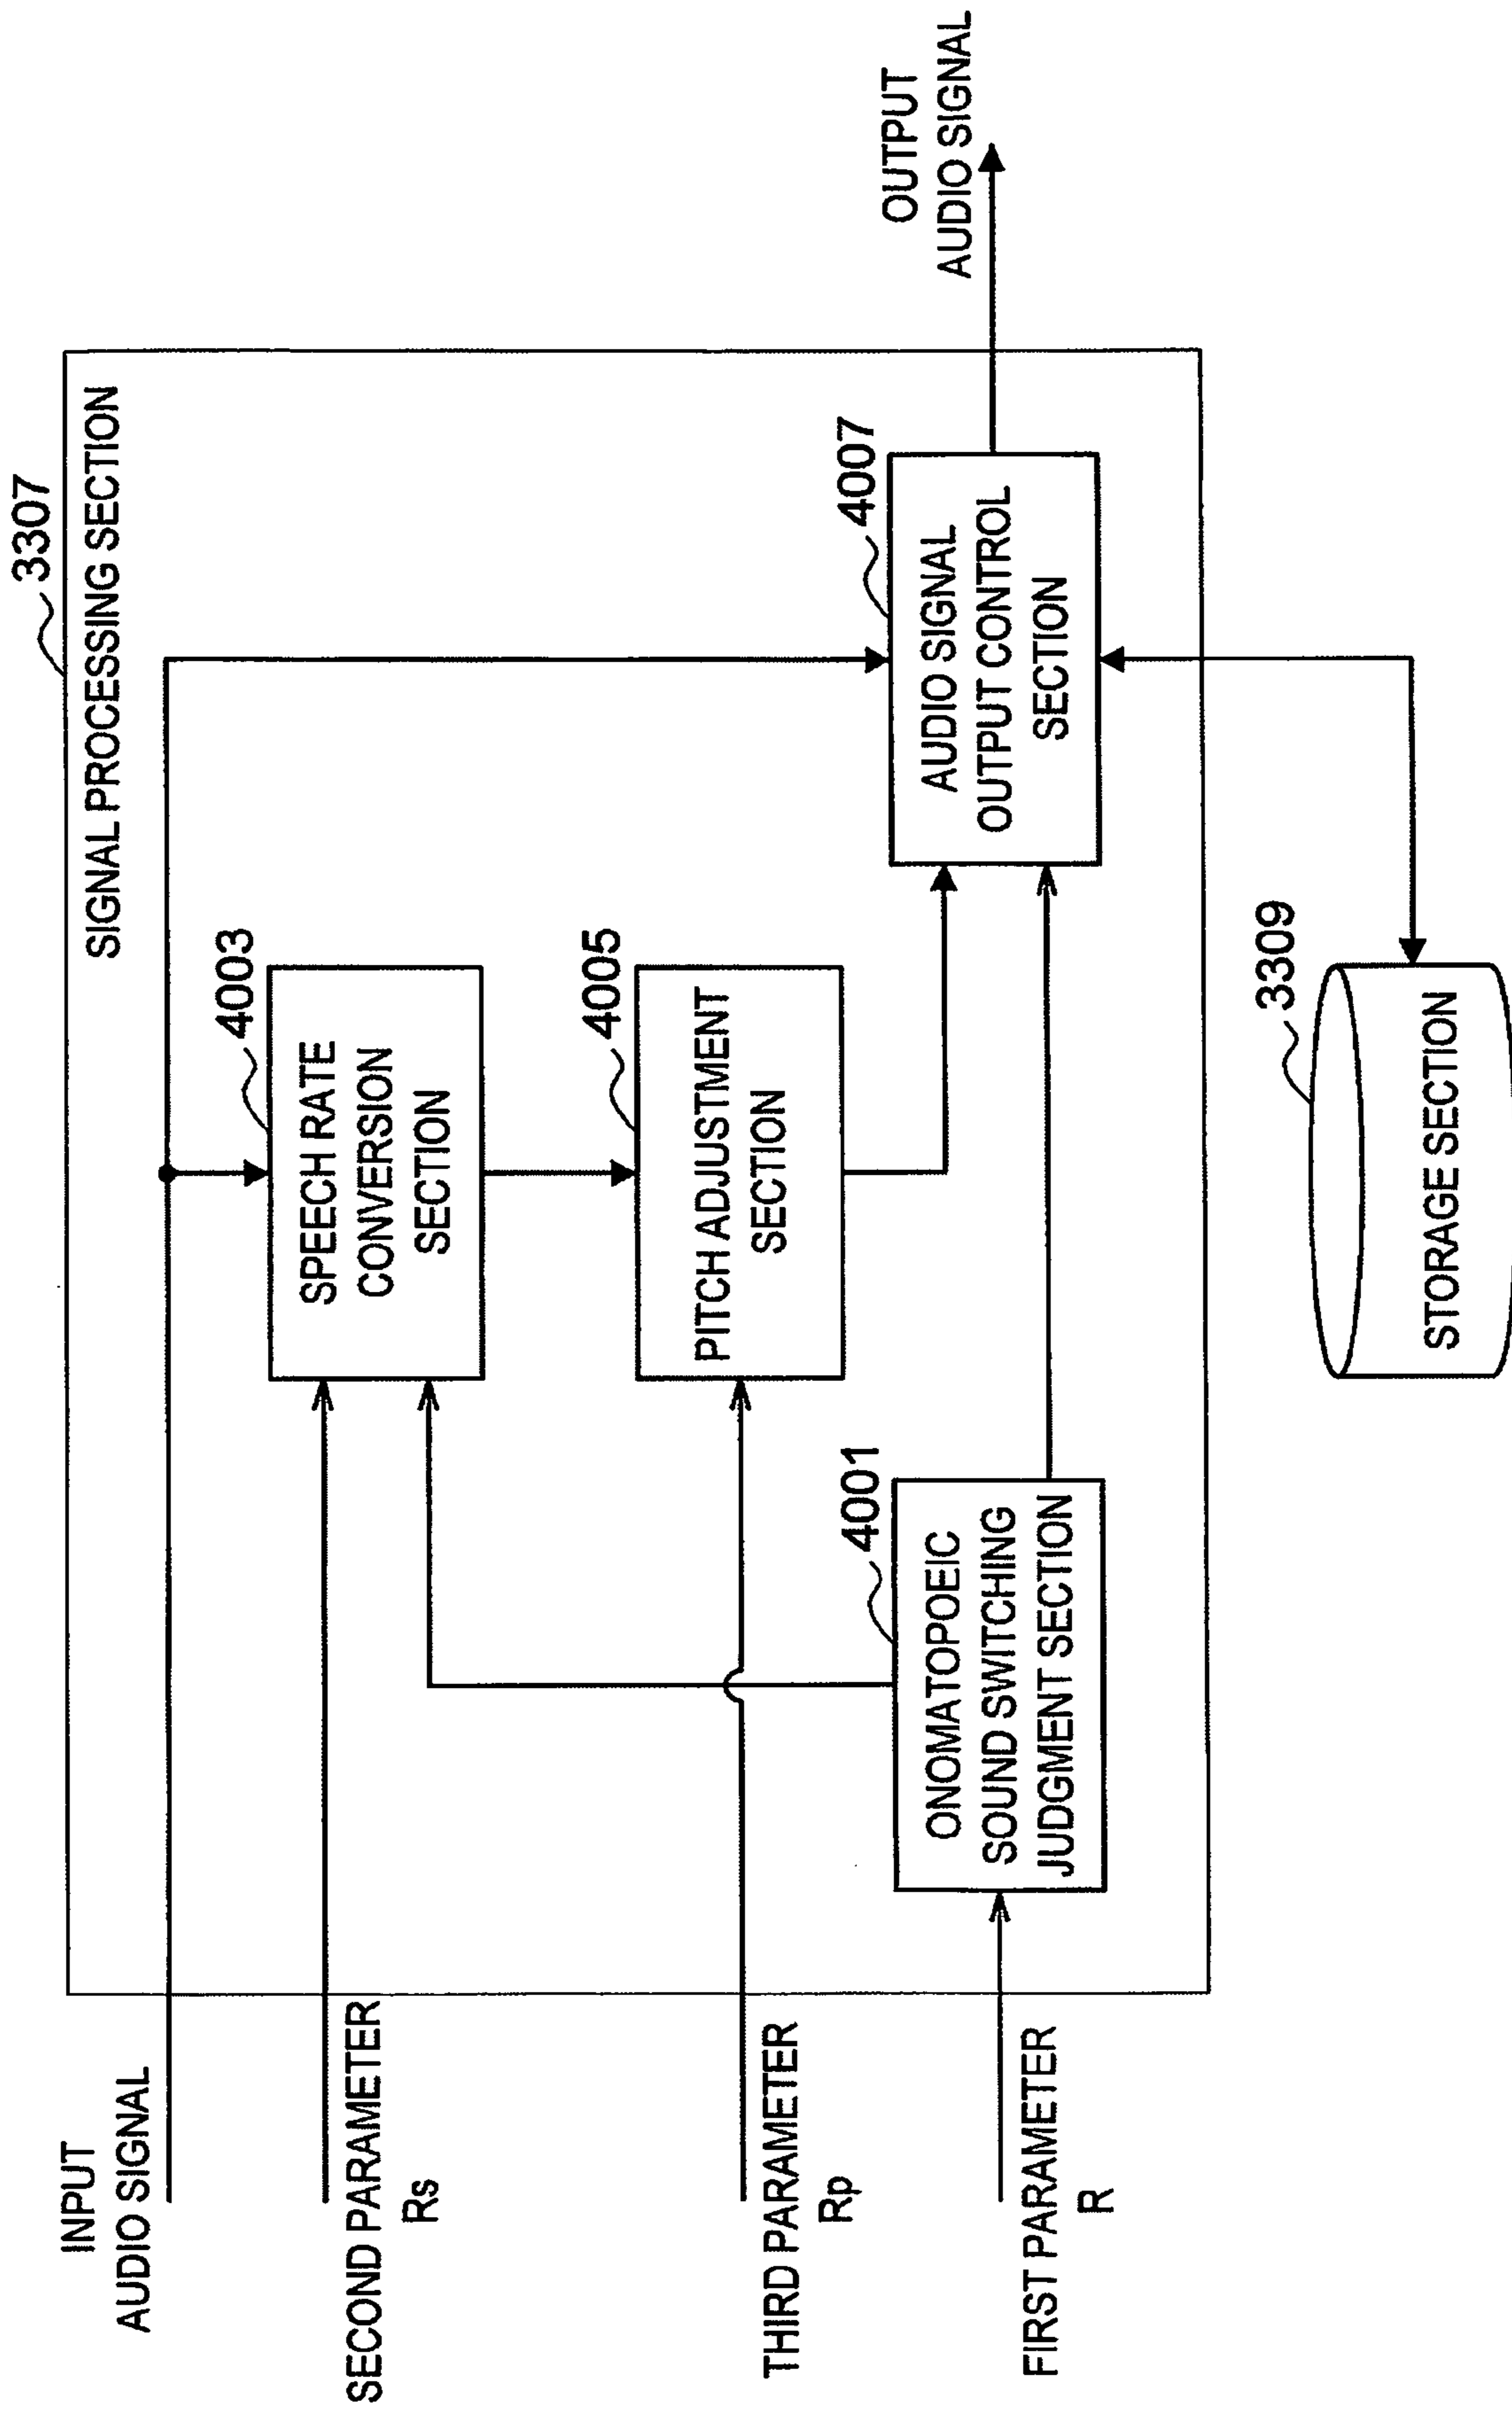 3307
SIGNAL PROCESSING SECTION
INPUT
AUDIO SIGNAL
4003
SPEECH RATE
CONVERSION
SECTION
SECOND PARAMETER
Rs
4005
PITCH ADJUSTMENT
SECTION
THIRD PARAMETER
Rp
4001
ONOMATOPOEIC
SOUND SWITCHING
JUDGMENT SECTION
FIRST PARAMETER
R
4007
AUDIO SIGNAL
OUTPUT CONTROL
SECTION
OUTPUT
AUDIO SIGNAL
3309
STORAGE SECTION